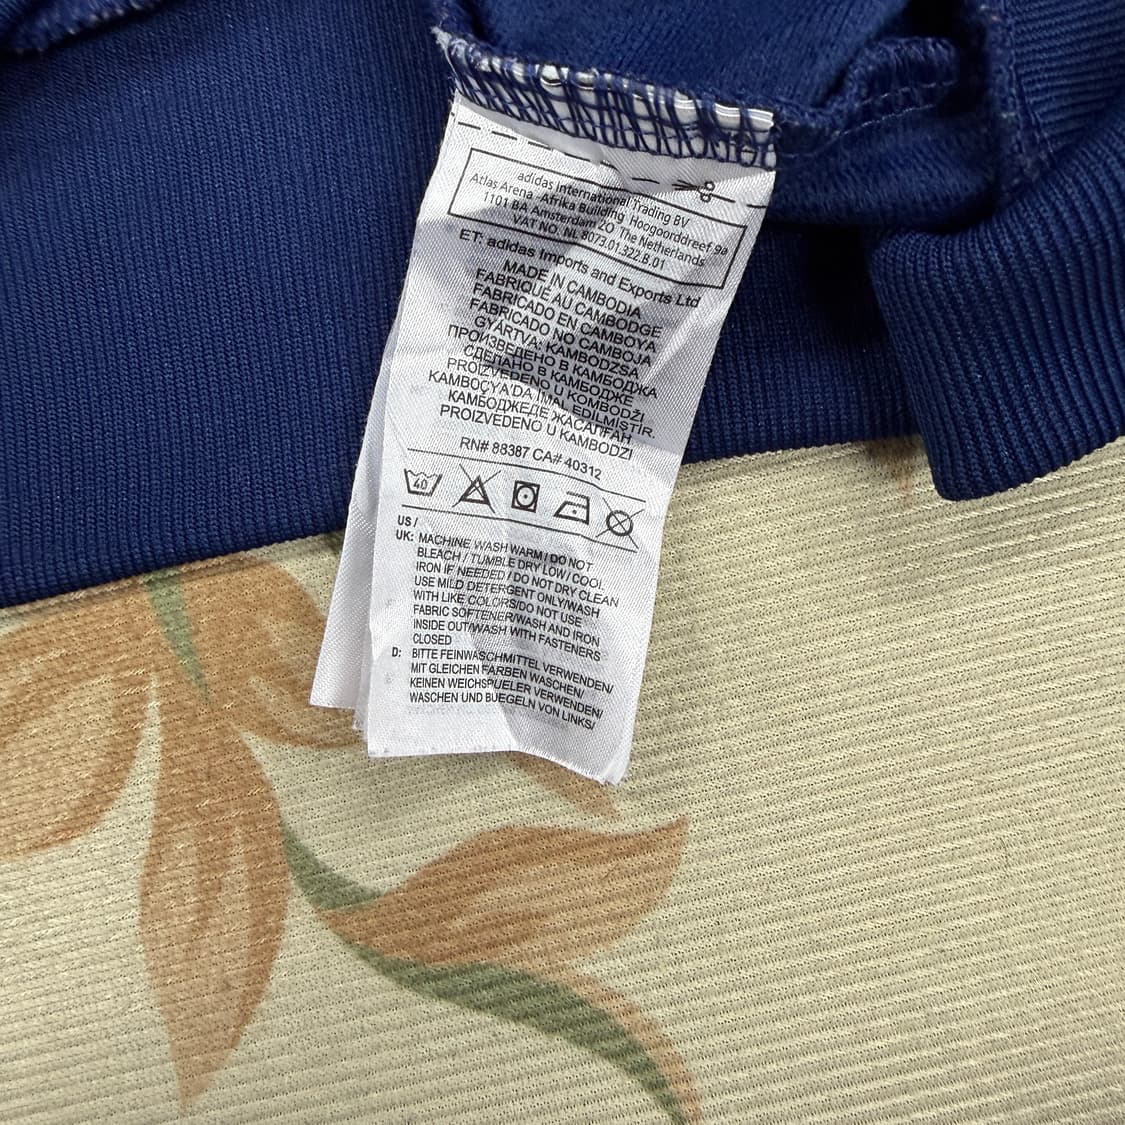 adidas International Trading BV
Atlas Arena Afrika Building Hoogoorddreef 9a
1101 BA Amsterdam ZO The Netherlands
VAT NO. NL 8073.01.322.B.01
ET: adidas Imports and Exports Ltd
MADE IN CAMBODIA
FABRIQUÉ AU CAMBODGE
FABRICADO EN CAMBOYA
FABRICADO NO CAMBOJA
GYÁRTVA: KAMBODZSA
ПРОИЗВЕДЕНО В КАМБОДЖА
СДЕЛАНО В КАМБОДЖЕ
PROIZVEDENO U KOMBODŽI
KAMBOÇYA'DA İMAL EDİLMİŞTİR.
КАМБОДЖЕДЕ ЖАСАЛҒАН
PROIZVEDENO U KAMBODZI
RN# 88387 CA# 40312
40
US /
UK: MACHINE WASH WARM / DO NOT
BLEACH / TUMBLE DRY LOW / COOL
IRON IF NEEDED / DO NOT DRY CLEAN
USE MILD DETERGENT ONLY/WASH
WITH LIKE COLORS/DO NOT USE
FABRIC SOFTENER/WASH AND IRON
INSIDE OUT/WASH WITH FASTENERS
CLOSED
D: BITTE FEINWASCHMITTEL VERWENDEN/
MIT GLEICHEN FARBEN WASCHEN/
KEINEN WEICHSPUELER VERWENDEN/
WASCHEN UND BUEGELN VON LINKS/